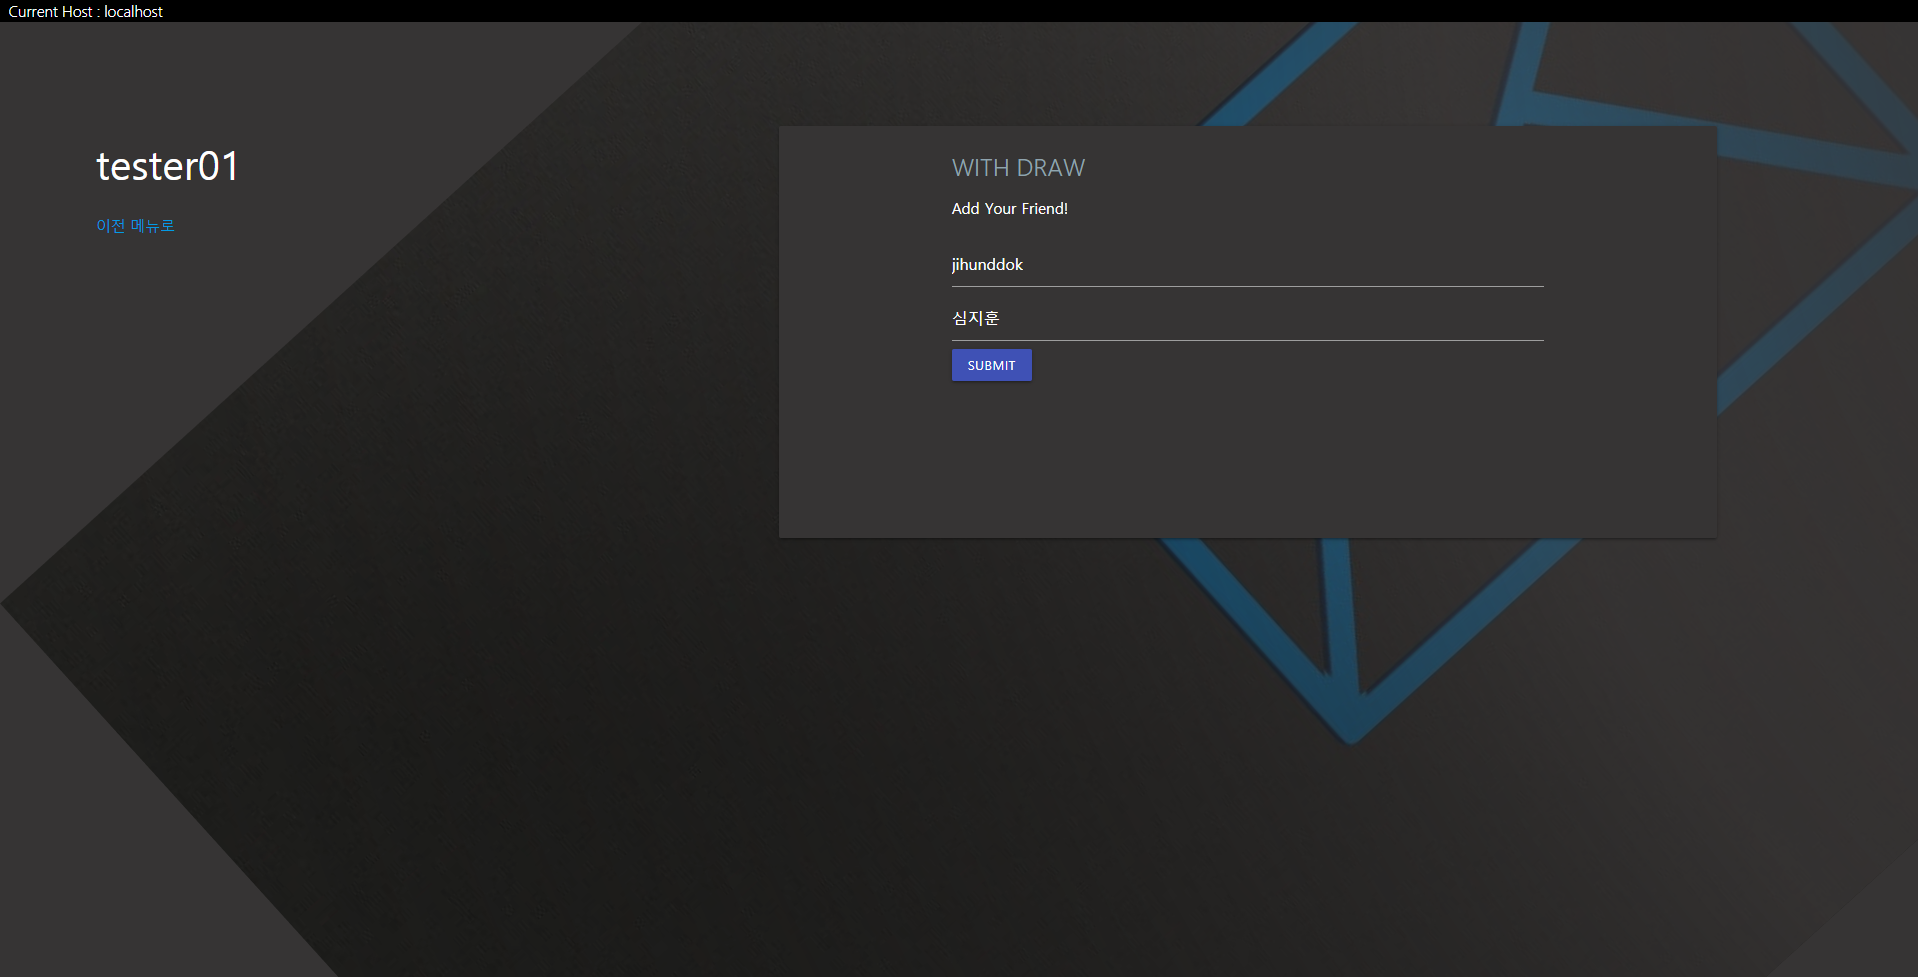 Current Host : localhost
tester01
이전 메뉴로
WITH DRAW
Add Your Friend!
jihunddok
심지훈
SUBMIT